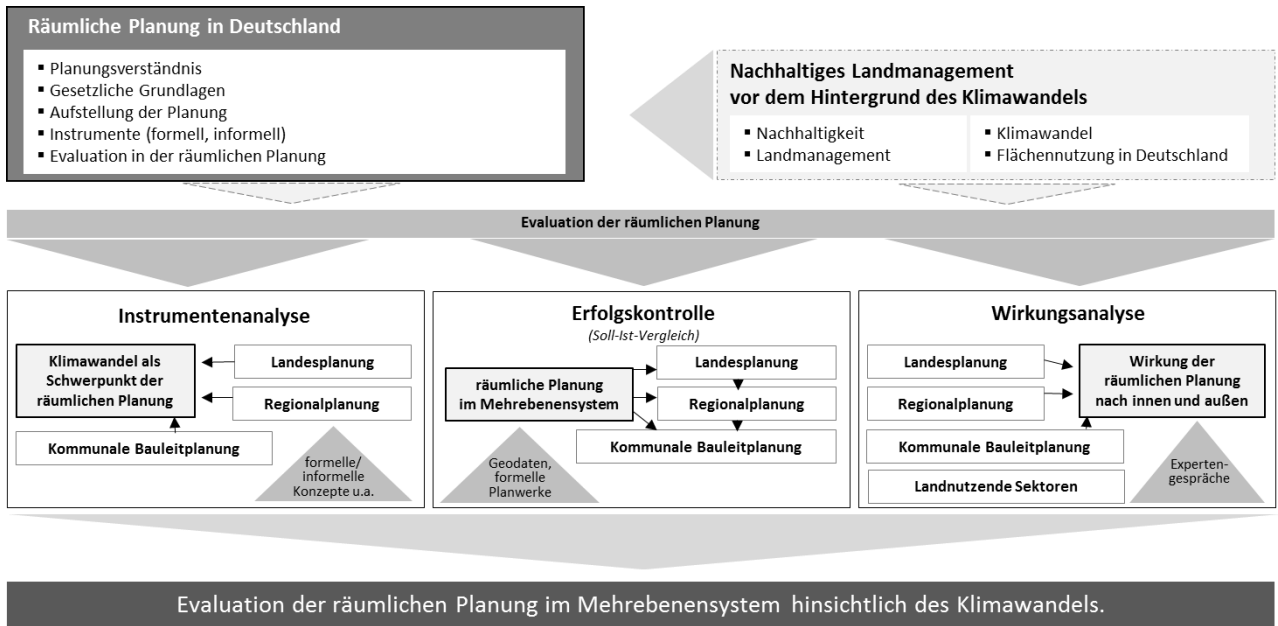 Räumliche Planung in Deutschland
▪ Planungsverständnis
▪ Gesetzliche Grundlagen
▪ Aufstellung der Planung
▪ Instrumente (formell, informell)
▪ Evaluation in der räumlichen Planung
Nachhaltiges Landmanagement
vor dem Hintergrund des Klimawandels
▪ Nachhaltigkeit
▪ Landmanagement
▪ Klimawandel
▪ Flächennutzung in Deutschland
Evaluation der räumlichen Planung
Instrumentenanalyse
Klimawandel als
Schwerpunkt der
räumlichen Planung
Landesplanung
Regionalplanung
Kommunale Bauleitplanung
formelle/
informelle
Konzepte u.a.
Erfolgskontrolle
(Soll-Ist-Vergleich)
räumliche Planung
im Mehrebenensystem
Landesplanung
Regionalplanung
Kommunale Bauleitplanung
Geodaten,
formelle
Planwerke
Wirkungsanalyse
Landesplanung
Regionalplanung
Kommunale Bauleitplanung
Landnutzende Sektoren
Wirkung der
räumlichen Planung
nach innen und außen
Experten-
gespräche
Evaluation der räumlichen Planung im Mehrebenensystem hinsichtlich des Klimawandels.